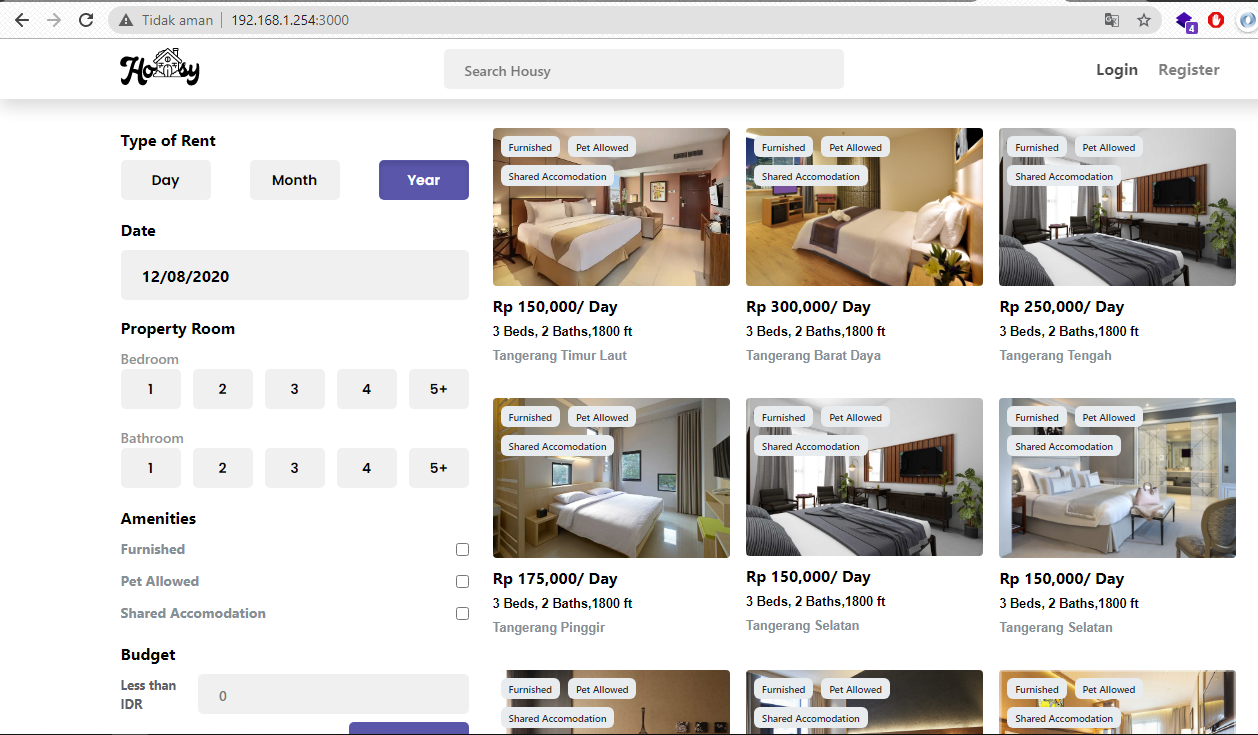 Tidak aman | 192.168.1.254:3000
4
Housy
Search Housy
Login
Register
Type of Rent
Day
Month
Year
Date
12/08/2020
Property Room
Bedroom
1
2
3
4
5+
Bathroom
1
2
3
4
5+
Amenities
Furnished
Pet Allowed
Shared Accomodation
Budget
Less than
IDR
0
Furnished
Pet Allowed
Shared Accomodation
Rp 150,000/ Day
3 Beds, 2 Baths,1800 ft
Tangerang Timur Laut
Furnished
Pet Allowed
Shared Accomodation
Rp 300,000/ Day
3 Beds, 2 Baths,1800 ft
Tangerang Barat Daya
Furnished
Pet Allowed
Shared Accomodation
Rp 250,000/ Day
3 Beds, 2 Baths,1800 ft
Tangerang Tengah
Furnished
Pet Allowed
Shared Accomodation
Rp 175,000/ Day
3 Beds, 2 Baths,1800 ft
Tangerang Pinggir
Furnished
Pet Allowed
Shared Accomodation
Rp 150,000/ Day
3 Beds, 2 Baths,1800 ft
Tangerang Selatan
Furnished
Pet Allowed
Shared Accomodation
Rp 150,000/ Day
3 Beds, 2 Baths,1800 ft
Tangerang Selatan
Furnished
Pet Allowed
Shared Accomodation
Furnished
Pet Allowed
Shared Accomodation
Furnished
Pet Allowed
Shared Accomodation